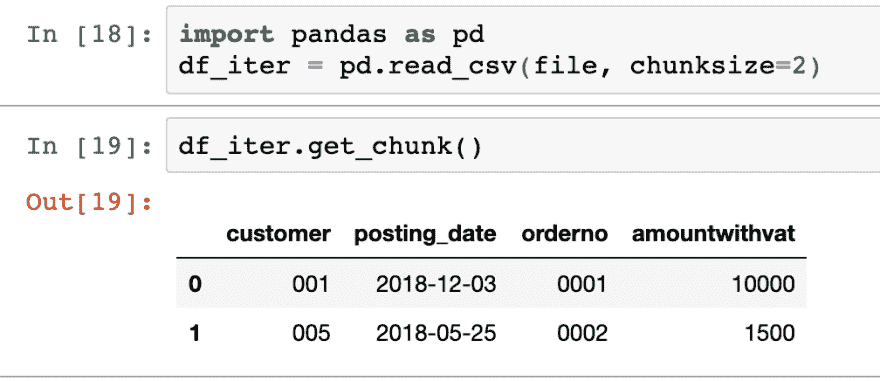 In [18]: import pandas as pd
df_iter = pd.read_csv(file, chunksize=2)
In [19]: df_iter.get_chunk()
Out[19]:
customer posting_date orderno amountwithvat
0 001 2018-12-03 0001 10000
1 005 2018-05-25 0002 1500